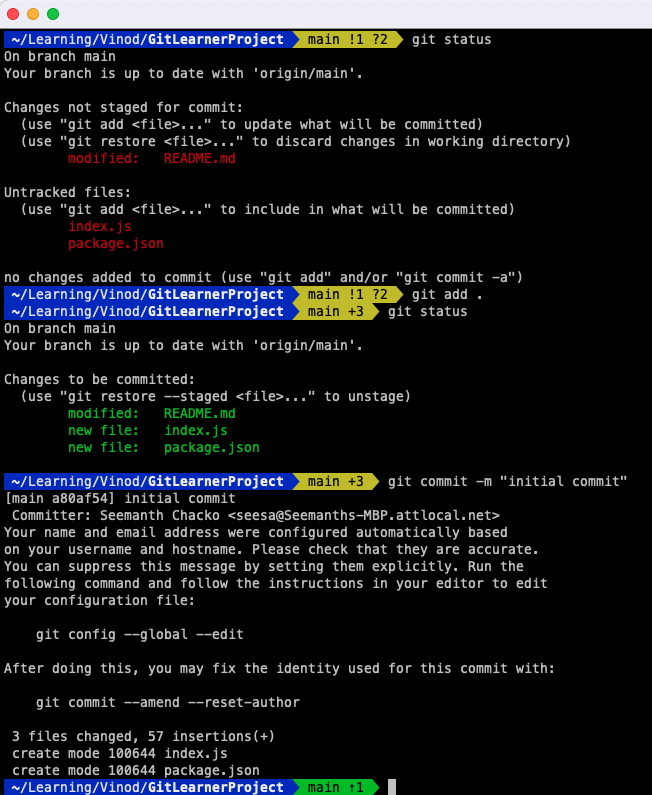 ~/Learning/Vinod/GitLearnerProject main !1 ?2 git status
On branch main
Your branch is up to date with 'origin/main'.
Changes not staged for commit:
(use "git add <file>..." to update what will be committed)
(use "git restore <file>..." to discard changes in working directory)
modified: README.md
Untracked files:
(use "git add <file>..." to include in what will be committed)
index.js
package.json
no changes added to commit (use "git add" and/or "git commit -a")
~/Learning/Vinod/GitLearnerProject main !1 ?2 git add .
~/Learning/Vinod/GitLearnerProject main +3 git status
On branch main
Your branch is up to date with 'origin/main'.
Changes to be committed:
(use "git restore --staged <file>..." to unstage)
modified: README.md
new file: index.js
new file: package.json
~/Learning/Vinod/GitLearnerProject main +3 git commit -m "initial commit"
[main a80af54] initial commit
Committer: Seemanth Chacko <seesa@Seemanths-MBP.attlocal.net>
Your name and email address were configured automatically based
on your username and hostname. Please check that they are accurate.
You can suppress this message by setting them explicitly. Run the
following command and follow the instructions in your editor to edit
your configuration file:
git config --global --edit
After doing this, you may fix the identity used for this commit with:
git commit --amend --reset-author
3 files changed, 57 insertions(+)
create mode 100644 index.js
create mode 100644 package.json
~/Learning/Vinod/GitLearnerProject main ⇡1